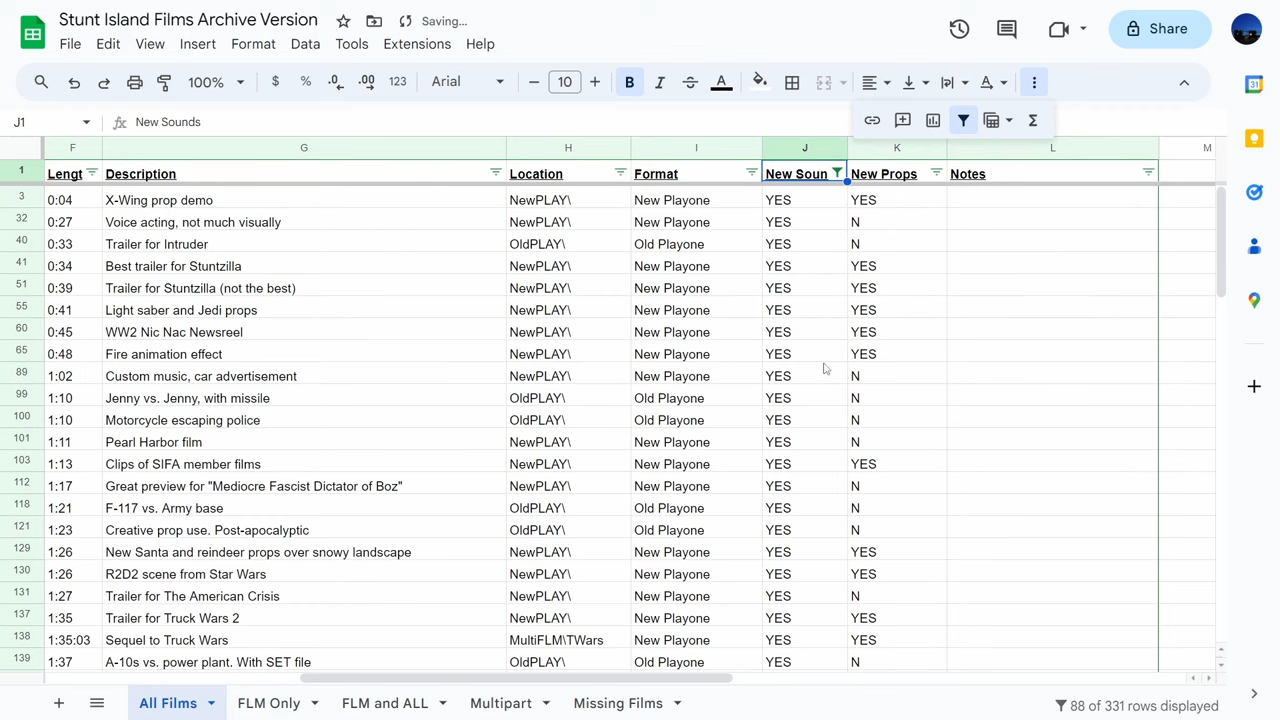 Stunt Island Films Archive Version Saving...
File Edit View Insert Format Data Tools Extensions Help
Share
100% $ % .0 .00 123 Arial 10 B I A
J1 New Sounds
F G H I J K L M
1 Lengt Description Location Format New Soun New Props Notes
3 0:04 X-Wing prop demo NewPLAY\ New Playone YES YES
32 0:27 Voice acting, not much visually NewPLAY\ New Playone YES N
40 0:33 Trailer for Intruder OldPLAY\ Old Playone YES N
41 0:34 Best trailer for Stuntzilla NewPLAY\ New Playone YES YES
51 0:39 Trailer for Stuntzilla (not the best) NewPLAY\ New Playone YES YES
55 0:41 Light saber and Jedi props NewPLAY\ New Playone YES YES
60 0:45 WW2 Nic Nac Newsreel NewPLAY\ New Playone YES YES
65 0:48 Fire animation effect NewPLAY\ New Playone YES YES
89 1:02 Custom music, car advertisement NewPLAY\ New Playone YES N
99 1:10 Jenny vs. Jenny, with missile OldPLAY\ Old Playone YES N
100 1:10 Motorcycle escaping police OldPLAY\ Old Playone YES N
101 1:11 Pearl Harbor film NewPLAY\ New Playone YES N
103 1:13 Clips of SIFA member films NewPLAY\ New Playone YES YES
112 1:17 Great preview for "Mediocre Fascist Dictator of Boz" NewPLAY\ New Playone YES N
118 1:21 F-117 vs. Army base OldPLAY\ Old Playone YES N
121 1:23 Creative prop use. Post-apocalyptic OldPLAY\ Old Playone YES N
129 1:26 New Santa and reindeer props over snowy landscape NewPLAY\ New Playone YES YES
130 1:26 R2D2 scene from Star Wars NewPLAY\ New Playone YES YES
131 1:27 Trailer for The American Crisis NewPLAY\ New Playone YES N
137 1:35 Trailer for Truck Wars 2 NewPLAY\ New Playone YES YES
138 1:35:03 Sequel to Truck Wars MultiFLM\TWars New Playone YES YES
139 1:37 A-10s vs. power plant. With SET file OldPLAY\ Old Playone YES N
All Films FLM Only FLM and ALL Multipart Missing Films 88 of 331 rows displayed